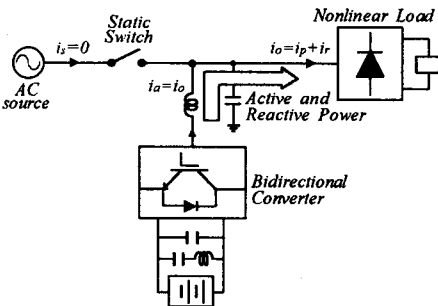 Nonlinear Load
Static
Switch
is=0
io=ip+ir
AC
source
ia=io
Active and
Reactive Power
Bidirectional
Converter